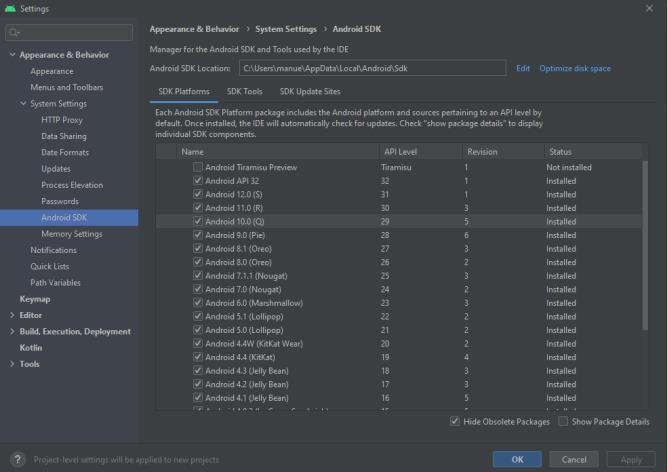 Settings
Appearance & Behavior
Appearance
Menus and Toolbars
System Settings
HTTP Proxy
Data Sharing
Date Formats
Updates
Process Elevation
Passwords
Android SDK
Memory Settings
Notifications
Quick Lists
Path Variables
Keymap
Editor
Build, Execution, Deployment
Kotlin
Tools
Appearance & Behavior › System Settings › Android SDK
Manager for the Android SDK and Tools used by the IDE
Android SDK Location: C:\Users\manue\AppData\Local\Android\Sdk Edit Optimize disk space
SDK Platforms SDK Tools SDK Update Sites
Each Android SDK Platform package includes the Android platform and sources pertaining to an API level by
default. Once installed, the IDE will automatically check for updates. Check "show package details" to display
individual SDK components.
Name API Level Revision Status
Android Tiramisu Preview Tiramisu 1 Not installed
Android API 32 32 1 Installed
Android 12.0 (S) 31 1 Installed
Android 11.0 (R) 30 3 Installed
Android 10.0 (Q) 29 5 Installed
Android 9.0 (Pie) 28 6 Installed
Android 8.1 (Oreo) 27 3 Installed
Android 8.0 (Oreo) 26 2 Installed
Android 7.1.1 (Nougat) 25 3 Installed
Android 7.0 (Nougat) 24 2 Installed
Android 6.0 (Marshmallow) 23 3 Installed
Android 5.1 (Lollipop) 22 2 Installed
Android 5.0 (Lollipop) 21 2 Installed
Android 4.4W (KitKat Wear) 20 2 Installed
Android 4.4 (KitKat) 19 4 Installed
Android 4.3 (Jelly Bean) 18 3 Installed
Android 4.2 (Jelly Bean) 17 3 Installed
Android 4.1 (Jelly Bean) 16 5 Installed
Hide Obsolete Packages Show Package Details
? Project-level settings will be applied to new projects
OK Cancel Apply